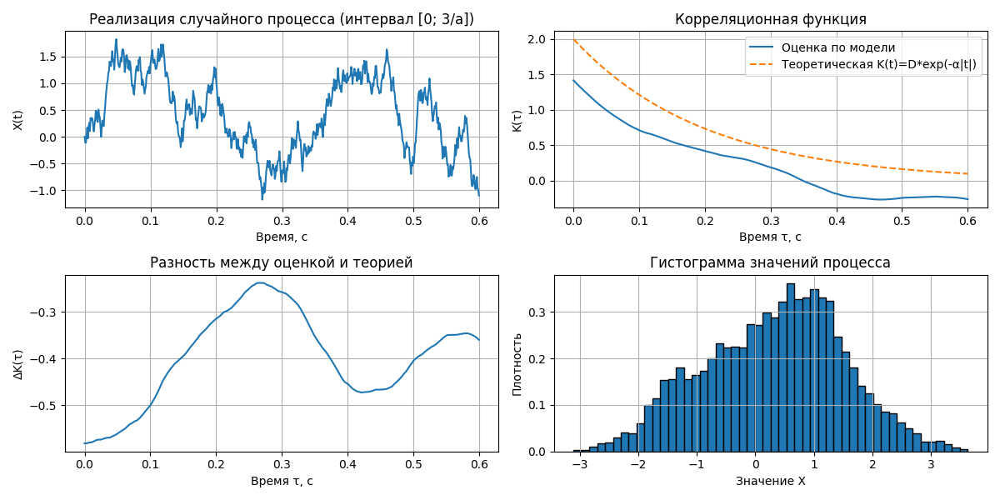 Реализация случайного процесса (интервал [0; 3/a])
X(t)
1.5
1.0
0.5
0.0
−0.5
−1.0
0.0 0.1 0.2 0.3 0.4 0.5 0.6
Время, с
Корреляционная функция
K(τ)
2.0
1.5
1.0
0.5
0.0
Оценка по модели
Теоретическая K(t)=D*exp(-α|t|)
0.0 0.1 0.2 0.3 0.4 0.5 0.6
Время τ, с
Разность между оценкой и теорией
ΔK(τ)
−0.3
−0.4
−0.5
0.0 0.1 0.2 0.3 0.4 0.5 0.6
Время τ, с
Гистограмма значений процесса
Плотность
0.3
0.2
0.1
0.0
−3 −2 −1 0 1 2 3
Значение X